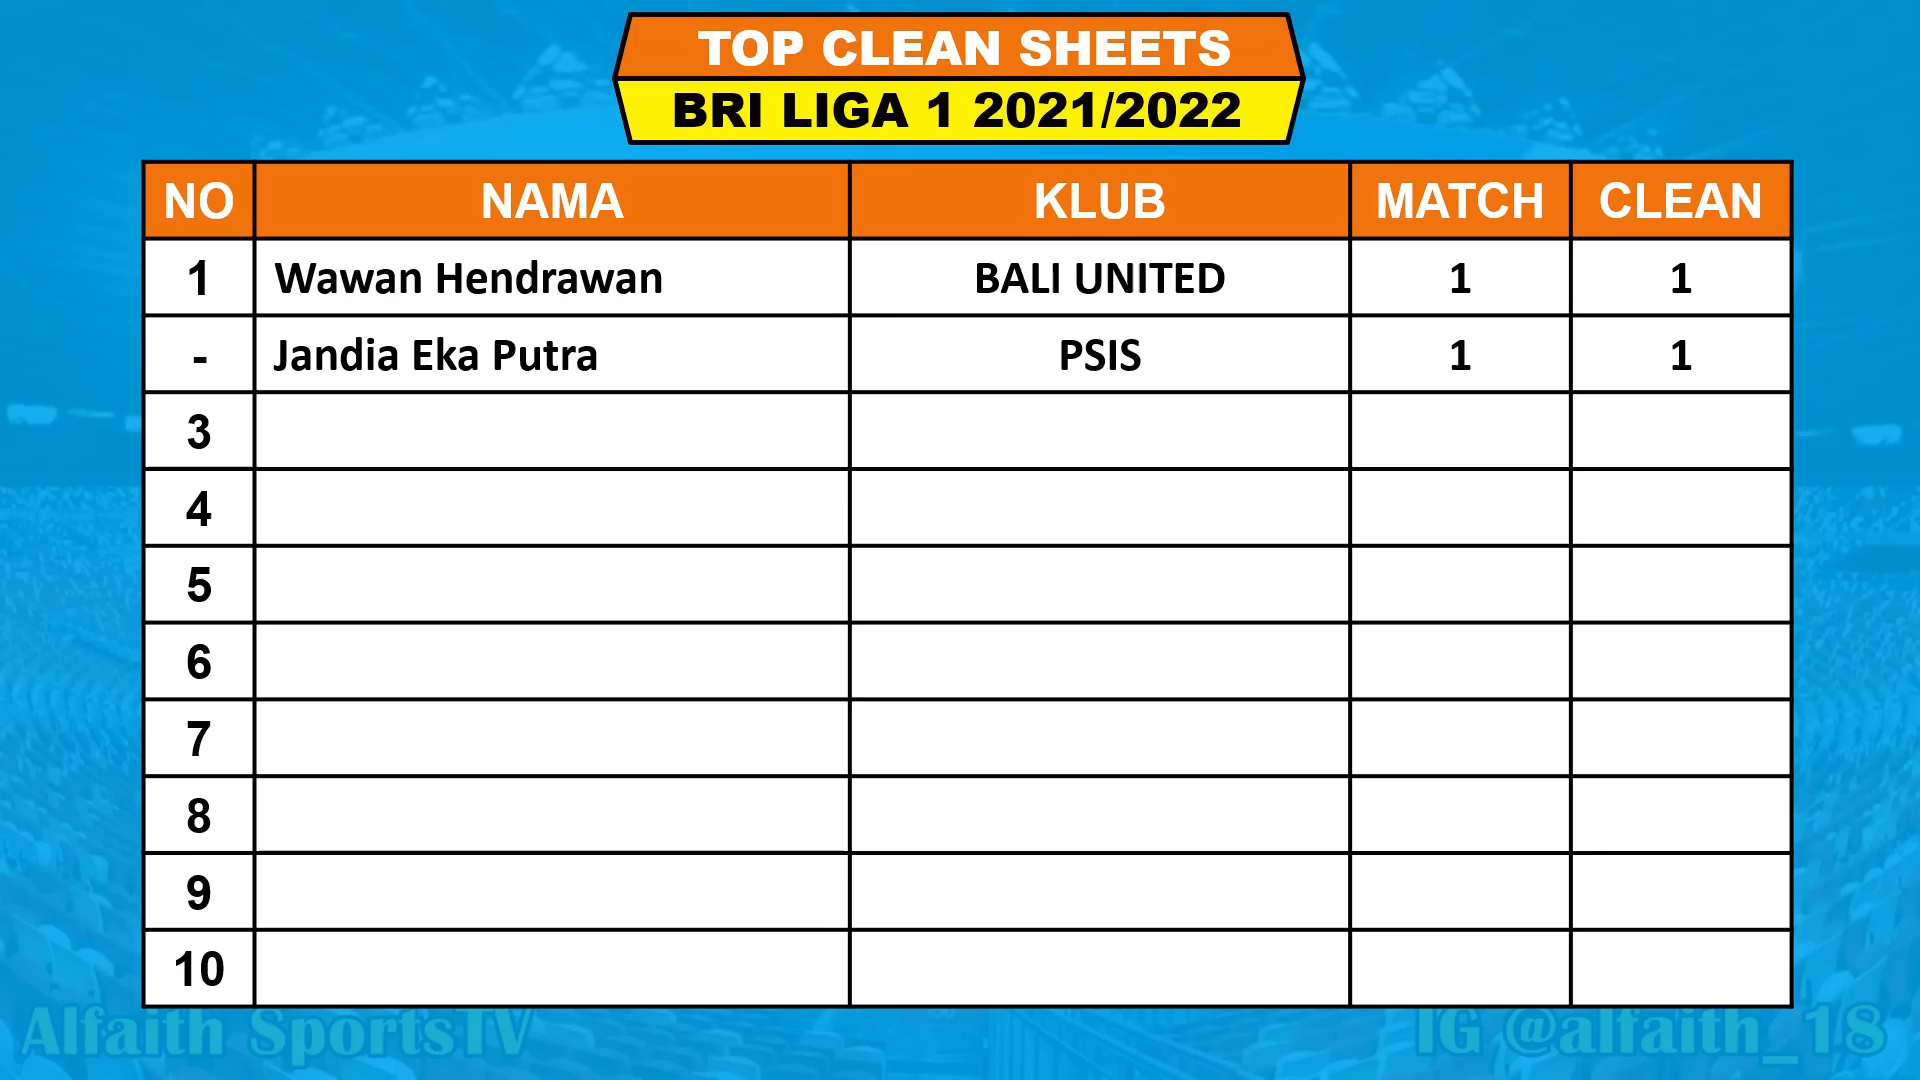 TOP CLEAN SHEETS
BRI LIGA 1 2021/2022
NO NAMA KLUB MATCH CLEAN
1 Wawan Hendrawan BALI UNITED 1 1
- Jandia Eka Putra PSIS 1 1
3
4
5
6
7
8
9
10
Alfaith SportsTV IG @alfaith_18